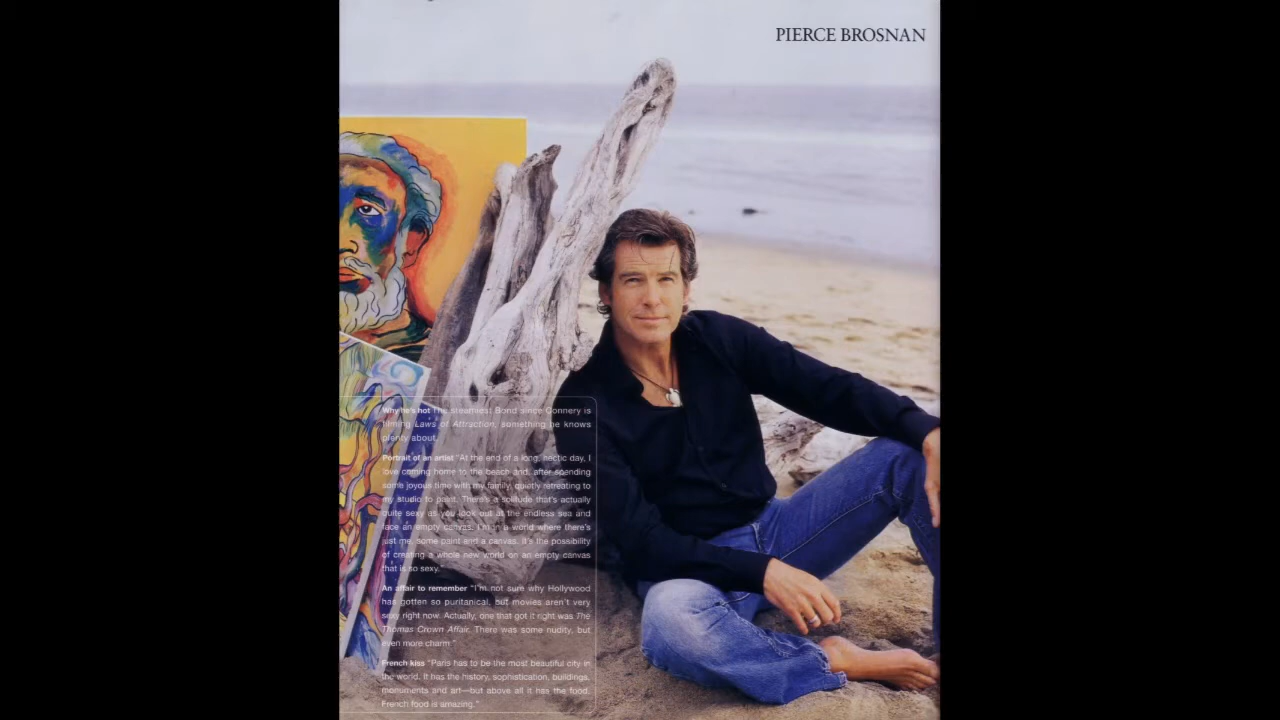 PIERCE BROSNAN
Why he's hot The steamiest Bond since Connery is
filming Laws of Attraction, something he knows
plenty about.
Portrait of an artist "At the end of a long, hectic day, I
love coming home to the beach and, after spending
some joyous time with my family, quietly retreating to
my studio to paint. There's a solitude that's actually
quite sexy as you look out at the endless sea and
face an empty canvas. I'm in a world where there's
just me, some paint and a canvas. It's the possibility
of creating a whole new world on an empty canvas
that is so sexy."
An affair to remember "I'm not sure why Hollywood
has gotten so puritanical, but movies aren't very
sexy right now. Actually, one that got it right was The
Thomas Crown Affair. There was some nudity, but
even more charm."
French kiss "Paris has to be the most beautiful city in
the world. It has the history, sophistication, buildings,
monuments and art—but above all it has the food.
French food is amazing."